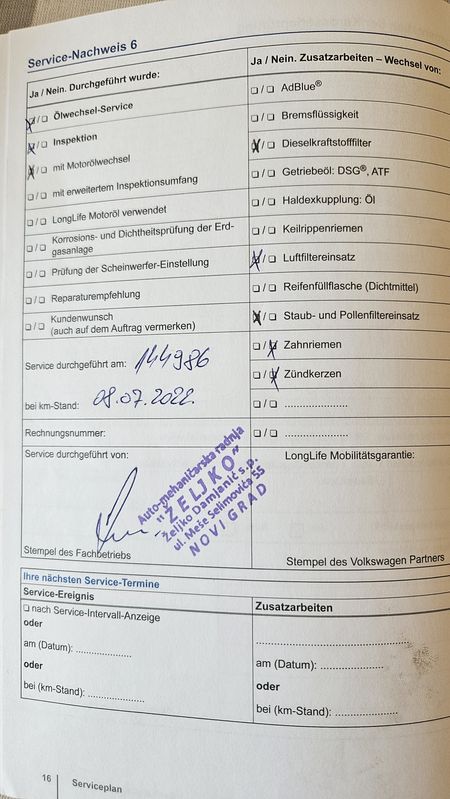 Service-Nachweis 6
Ja / Nein. Durchgeführt wurde:
Ölwechsel-Service
Inspektion
mit Motorölwechsel
mit erweitertem Inspektionsumfang
LongLife Motoröl verwendet
Korrosions- und Dichtheitsprüfung der Erd-
gasanlage
Prüfung der Scheinwerfer-Einstellung
Reparaturempfehlung
Kundenwunsch
(auch auf dem Auftrag vermerken)
Service durchgeführt am: 144986
bei km-Stand: 08.07.2022.
Rechnungsnummer:
Service durchgeführt von:
Auto-mehaničarska radnja
"ŽELJKO"
Željko Damjanić s.p.
ul. Meše Selimovića 55
NOVI GRAD
Stempel des Fachbetriebs
Ja / Nein. Zusatzarbeiten – Wechsel von:
AdBlue®
Bremsflüssigkeit
Dieselkraftstofffilter
Getriebeöl: DSG®, ATF
Haldexkupplung: Öl
Keilrippenriemen
Luftfiltereinsatz
Reifenfüllflasche (Dichtmittel)
Staub- und Pollenfiltereinsatz
Zahnriemen
Zündkerzen
....................
....................
LongLife Mobilitätsgarantie:
Stempel des Volkswagen Partners
Ihre nächsten Service-Termine
Service-Ereignis
nach Service-Intervall-Anzeige
oder
am (Datum): ..................
oder
bei (km-Stand): ..................
Zusatzarbeiten
..................................................
am (Datum): ..........................
oder
bei (km-Stand): ......................
16
Serviceplan